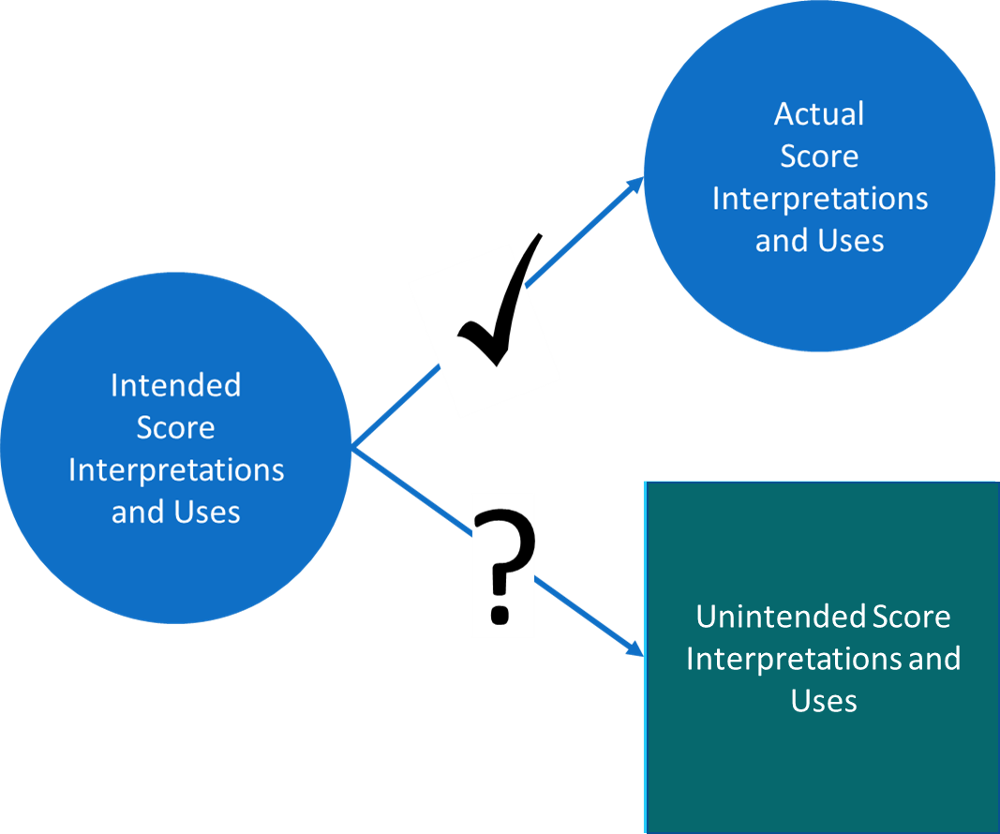 Actual
Score
Interpretations
and Uses
Intended
Score
Interpretations
and Uses
?
Unintended Score
Interpretations and
Uses